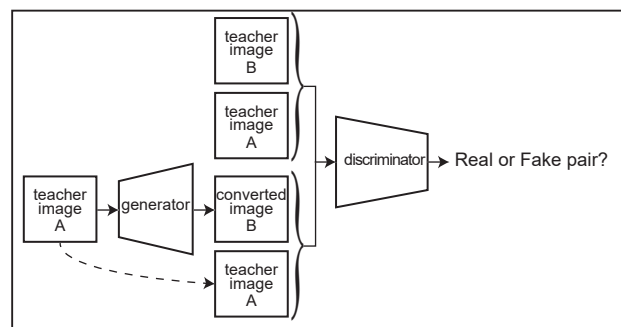 teacher
image
B
teacher
image
A
teacher
image
A
generator
converted
image
B
teacher
image
A
discriminator
Real or Fake pair?